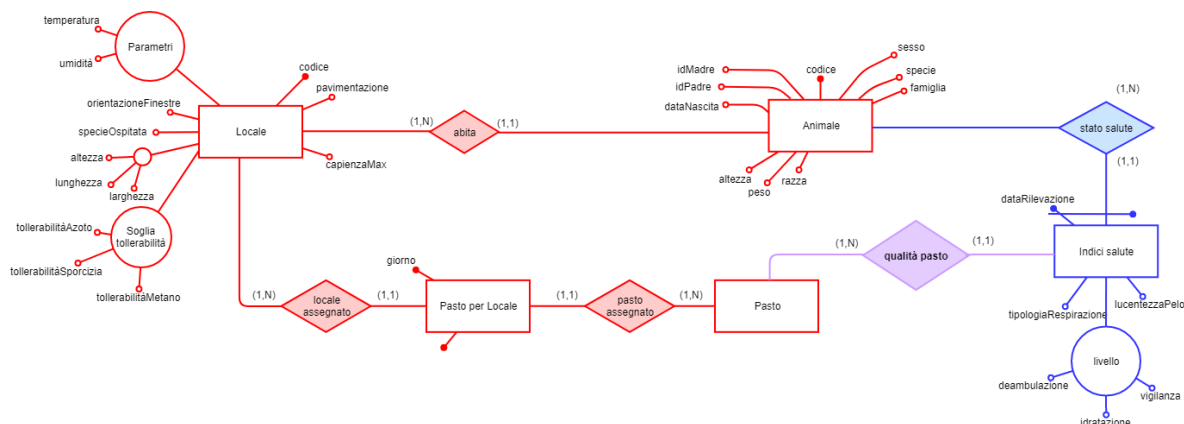 temperatura
Parametri
umidità
codice
pavimentazione
orientazioneFinestre
specieOspitata
Locale
altezza
lunghezza
larghezza
capienzaMax
Soglia
tollerabilità
tollerabilitàAzoto
tollerabilitàSporcizia
tollerabilitàMetano
(1,N)
abita
(1,1)
sesso
idMadre
codice
specie
idPadre
famiglia
dataNascita
Animale
altezza
peso
razza
(1,N)
stato salute
(1,1)
dataRilevazione
Indici salute
tipologiaRespirazione
lucentezzaPelo
livello
deambulazione
vigilanza
idratazione
(1,N)
qualità pasto
(1,1)
giorno
(1,N)
locale
assegnato
(1,1)
Pasto per Locale
(1,1)
pasto
assegnato
(1,N)
Pasto